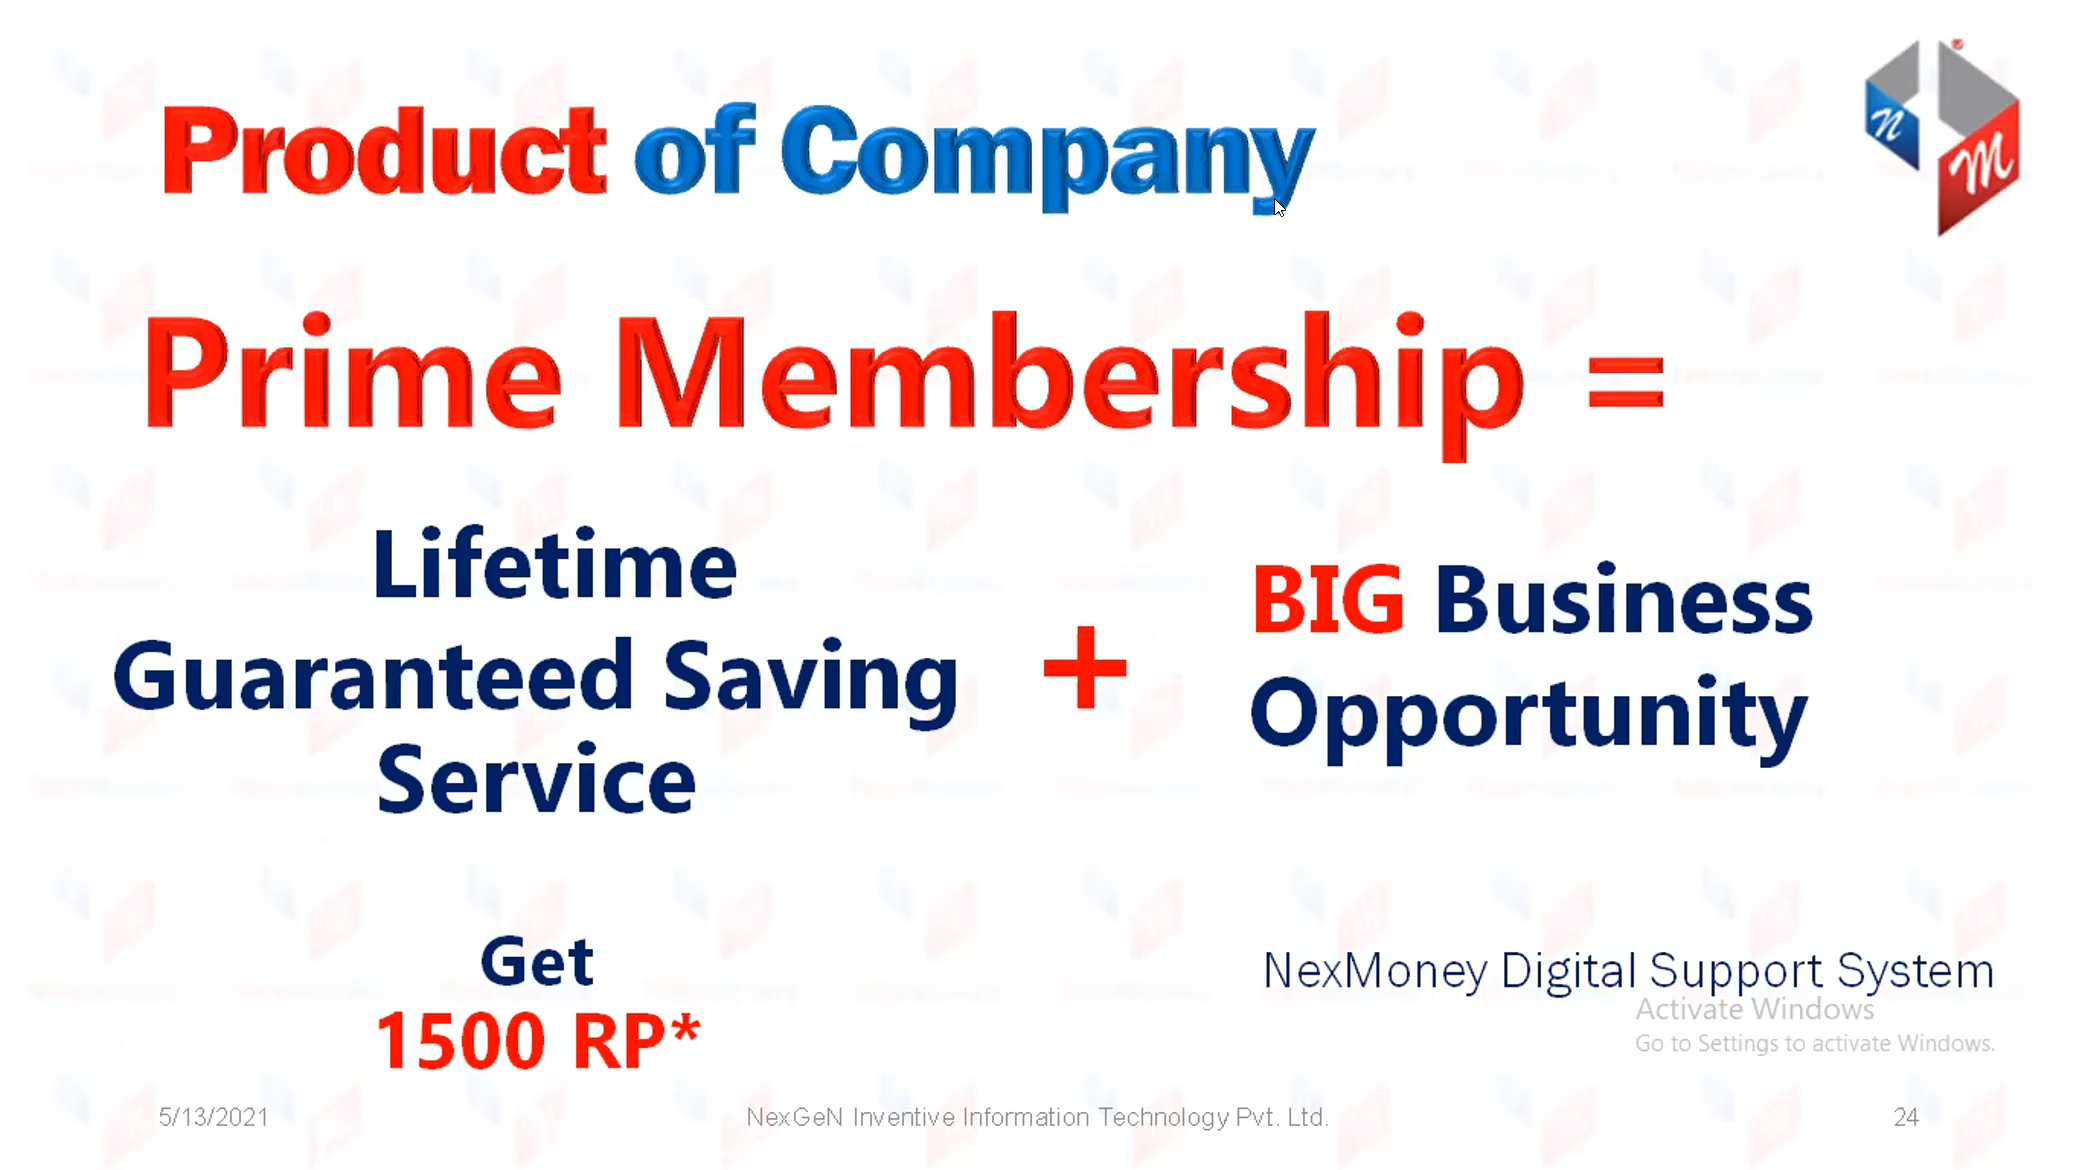 Product of Company
n M
Prime Membership =
Lifetime
Guaranteed Saving
Service
+
BIG Business
Opportunity
Get
1500 RP*
NexMoney Digital Support System
Activate Windows
Go to Settings to activate Windows.
5/13/2021
NexGeN Inventive Information Technology Pvt. Ltd.
24